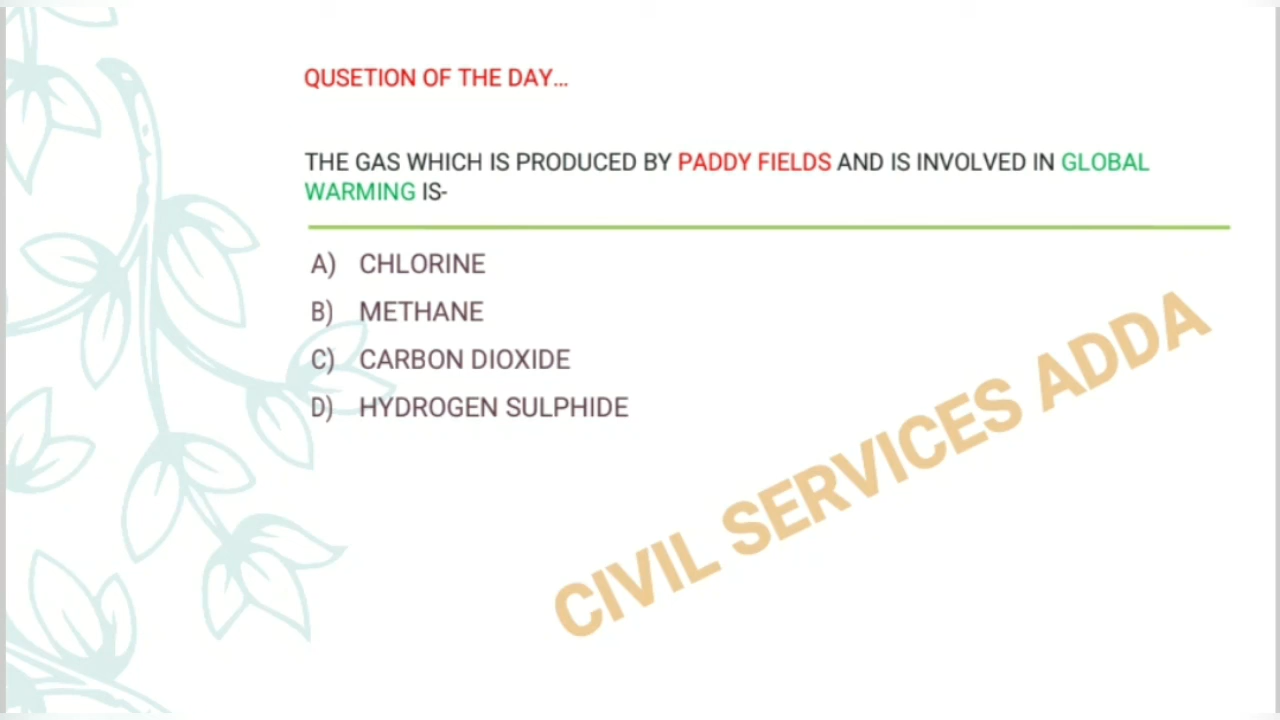 QUSETION OF THE DAY...
THE GAS WHICH IS PRODUCED BY PADDY FIELDS AND IS INVOLVED IN GLOBAL
WARMING IS-
A) CHLORINE
B) METHANE
C) CARBON DIOXIDE
D) HYDROGEN SULPHIDE
CIVIL SERVICES ADDA